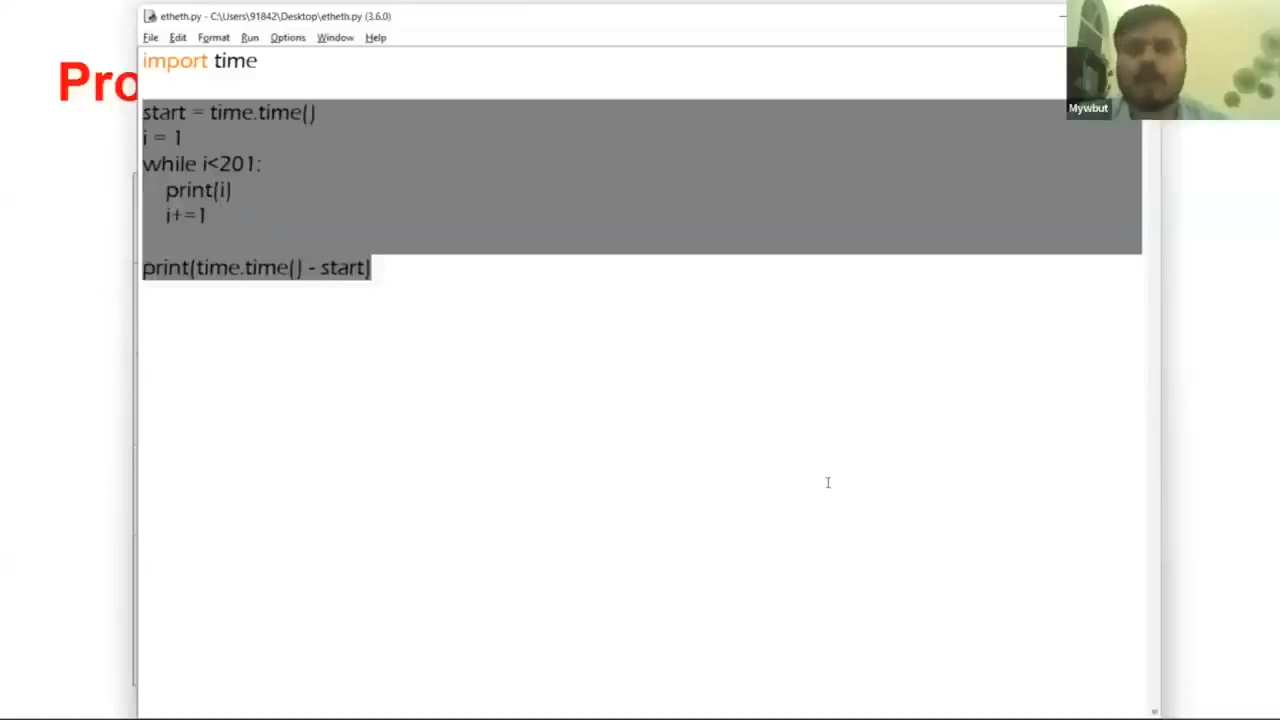 etheth.py - C:\Users\91842\Desktop\etheth.py (3.6.0)
File Edit Format Run Options Window Help
Pro
import time
start = time.time()
i = 1
while i<201:
print(i)
i+=1
print(time.time() - start)
Mywbut